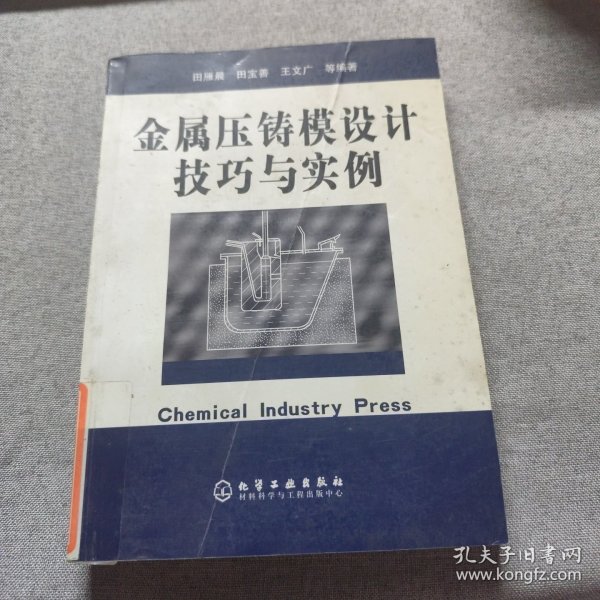 田雁晨 田宝善 王文广 等编著
金属压铸模设计
技巧与实例
Chemical Industry Press
化学工业出版社
材料科学与工程出版中心
孔夫子旧书网
www.kongfz.com